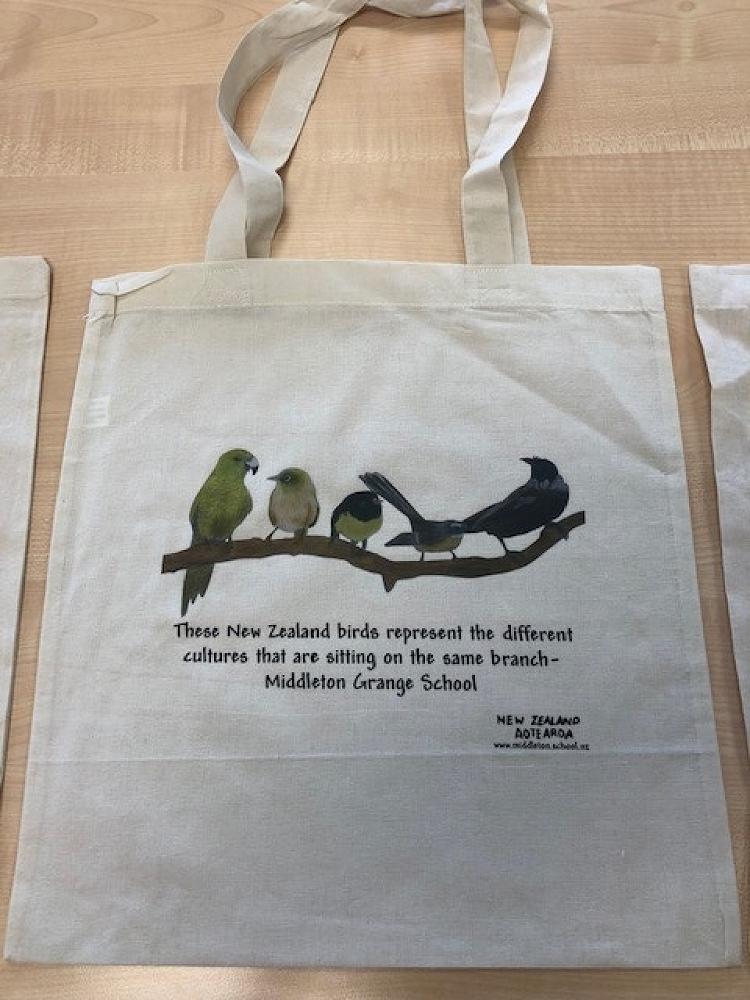 These New Zealand birds represent the different
cultures that are sitting on the same branch-
Middleton Grange School
NEW ZEALAND
AOTEAROA
www.middleton.school.nz